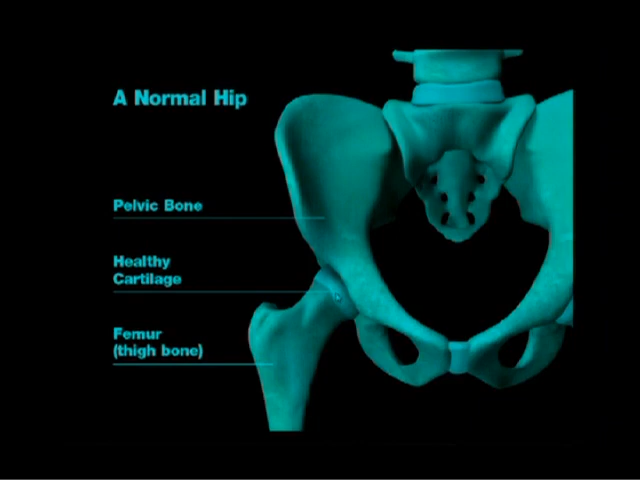 A Normal Hip
Pelvic Bone
Healthy
Cartilage
Femur
(thigh bone)